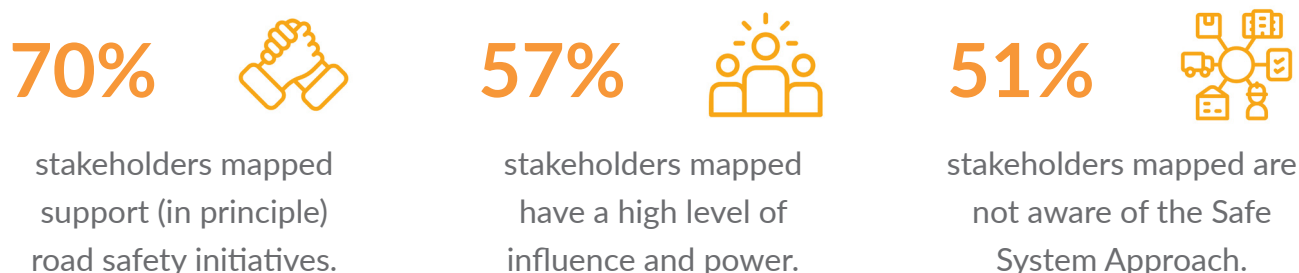 70%
stakeholders mapped
support (in principle)
road safety initiatives.
57%
stakeholders mapped
have a high level of
influence and power.
51%
stakeholders mapped are
not aware of the Safe
System Approach.